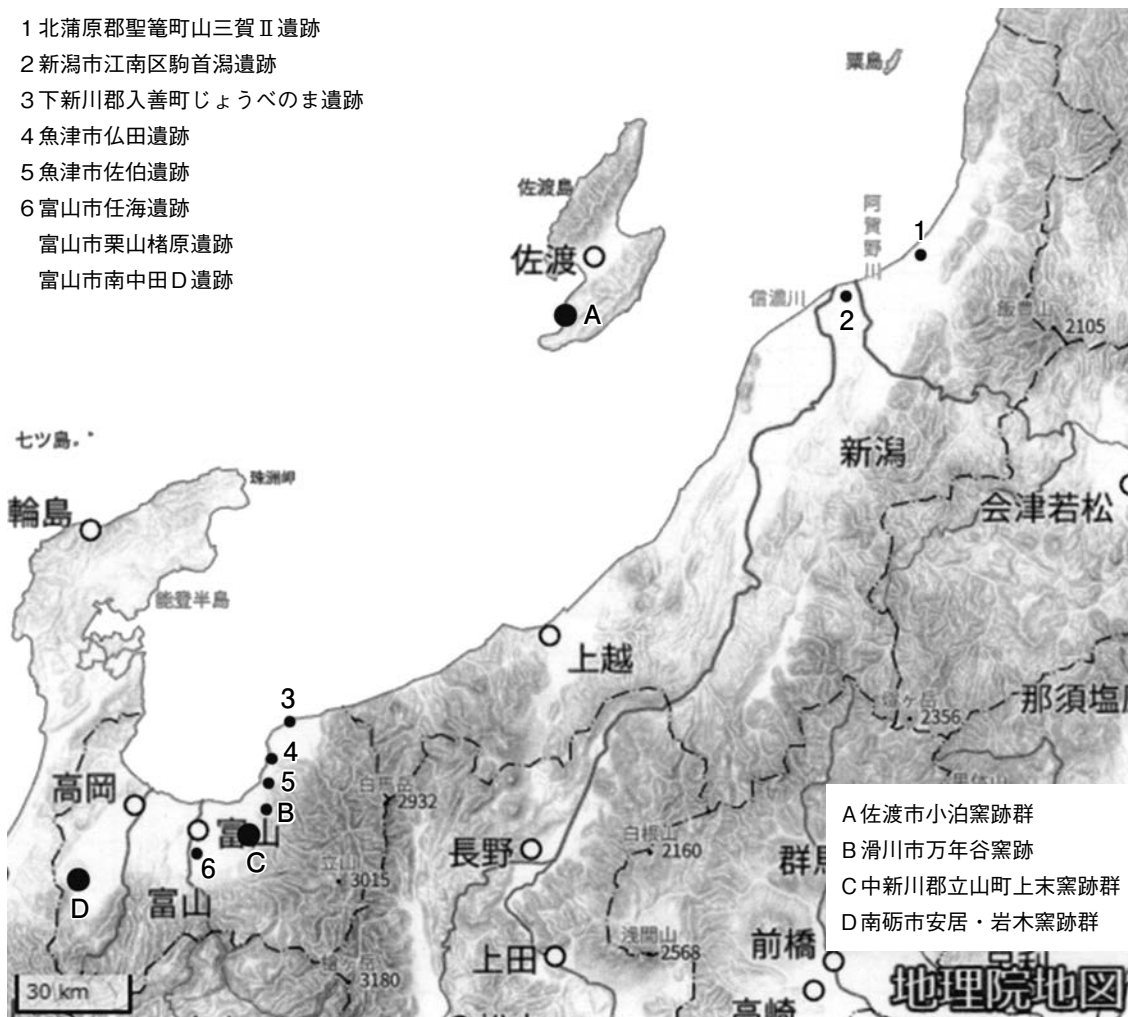 1 北蒲原郡聖篭町山三賀Ⅱ遺跡
2 新潟市江南区駒首潟遺跡
3 下新川郡入善町じょうべのま遺跡
4 魚津市仏田遺跡
5 魚津市佐伯遺跡
6 富山市任海遺跡
富山市栗山楮原遺跡
富山市南中田D遺跡
粟島
佐渡島
佐渡
A
阿賀野川
信濃川
1
2
飯豊山
2105
新潟
会津若松
七ツ島
珠洲岬
輪島
能登半島
上越
那須塩原
2356
3
4
5
B
高岡
富山
C
6
D
富山
白馬岳
2932
立山
3015
槍ヶ岳
3180
長野
白根山
2160
群馬
上田
浅間山
2568
前橋
高崎
足利
A 佐渡市小泊窯跡群
B 滑川市万年谷窯跡
C 中新川郡立山町上末窯跡群
D 南砺市安居・岩木窯跡群
30 km
地理院地図